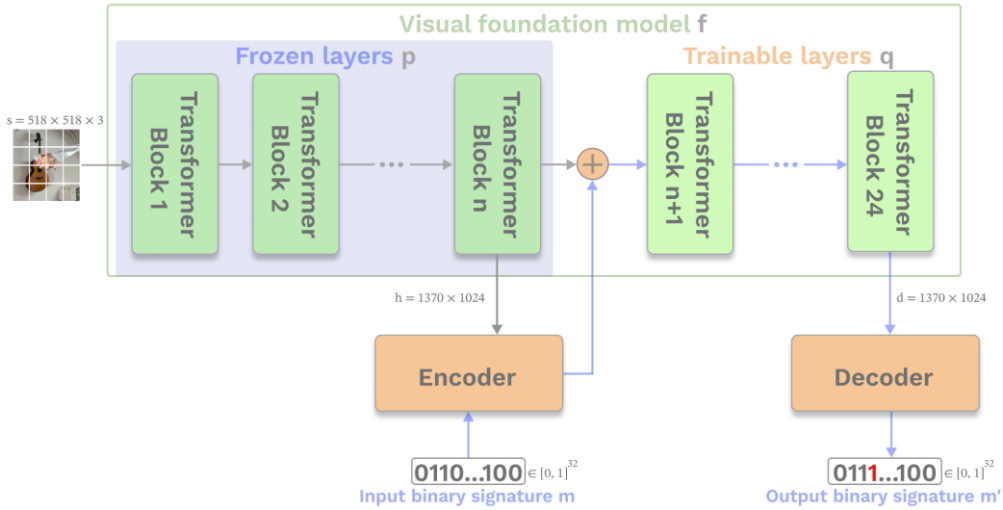 Visual foundation model f
Frozen layers p
Trainable layers q
s = 518 × 518 × 3
Transformer
Block 1
Transformer
Block 2
...
Transformer
Block n
+
Transformer
Block n+1
...
Transformer
Block 24
h = 1370 × 1024
d = 1370 × 1024
Encoder
Decoder
0110...100 ∈ [0, 1]³²
0111...100 ∈ [0, 1]³²
Input binary signature m
Output binary signature m′